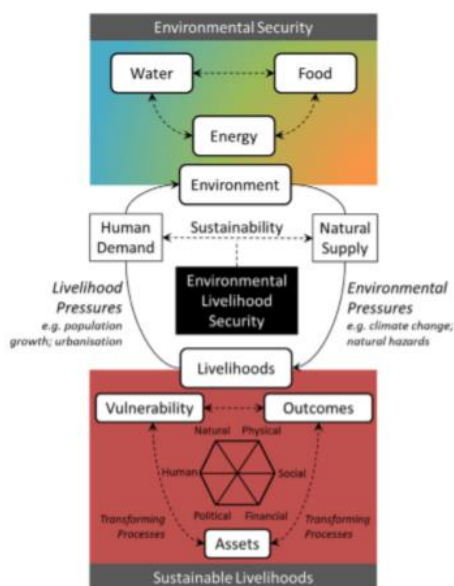 Environmental Security
Water
Food
Energy
Environment
Human
Demand
Sustainability
Natural
Supply
Environmental
Livelihood
Security
Livelihood
Pressures
e.g. population
growth; urbanisation
Environmental
Pressures
e.g. climate change;
natural hazards
Livelihoods
Vulnerability
Outcomes
Natural
Physical
Human
Social
Political
Financial
Transforming
Processes
Transforming
Processes
Assets
Sustainable Livelihoods